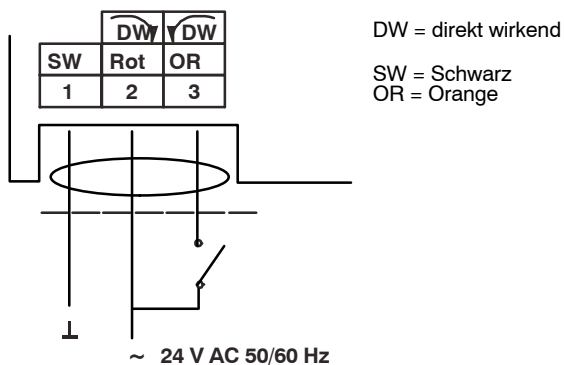 DW DW
SW Rot OR
1 2 3
DW = direkt wirkend
SW = Schwarz
OR = Orange
~ 24 V AC 50/60 Hz